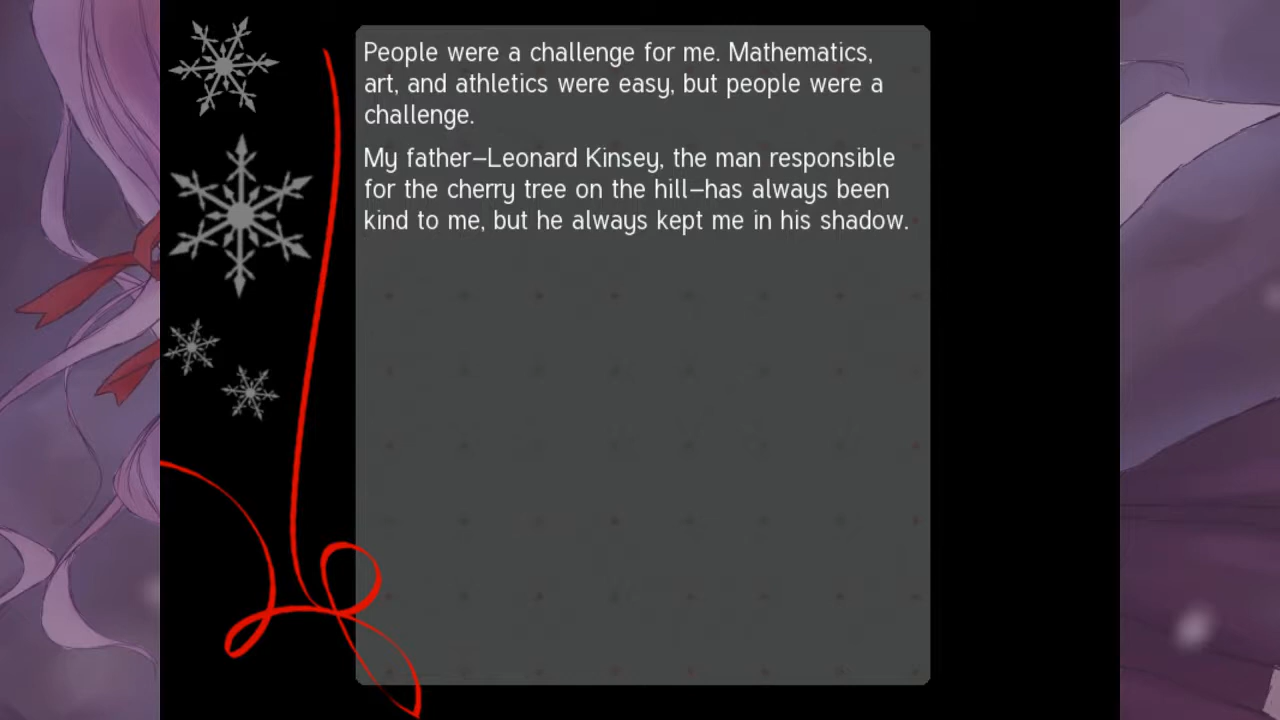 People were a challenge for me. Mathematics,
art, and athletics were easy, but people were a
challenge.
My father–Leonard Kinsey, the man responsible
for the cherry tree on the hill–has always been
kind to me, but he always kept me in his shadow.